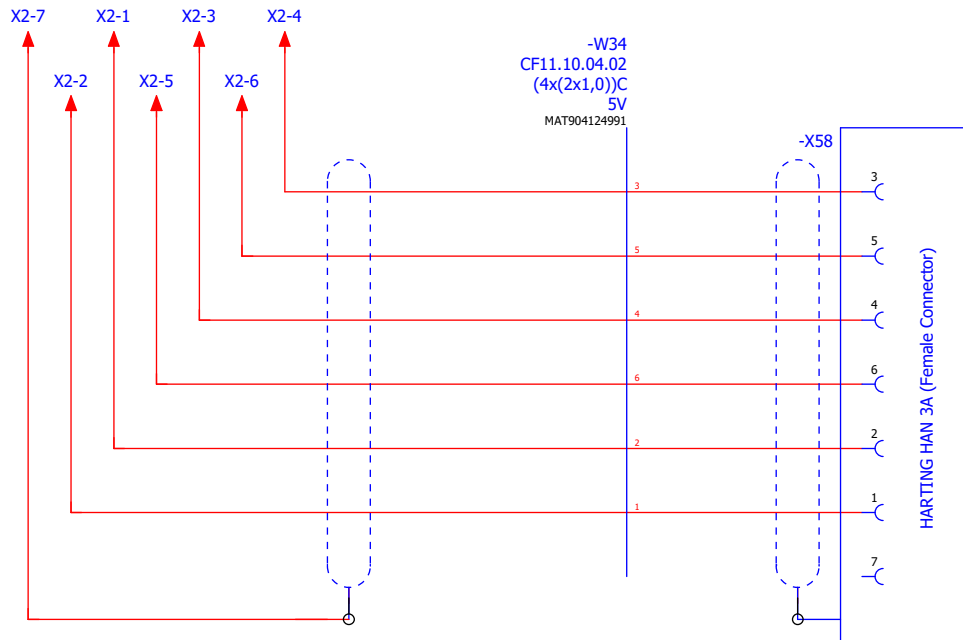 X2-7
X2-1
X2-3
X2-4
X2-2
X2-5
X2-6
-W34
CF11.10.04.02
(4x(2x1,0))C
5V
MAT904124991
-X58
3
3
5
5
4
4
6
6
2
2
1
1
7
HARTING HAN 3A (Female Connector)